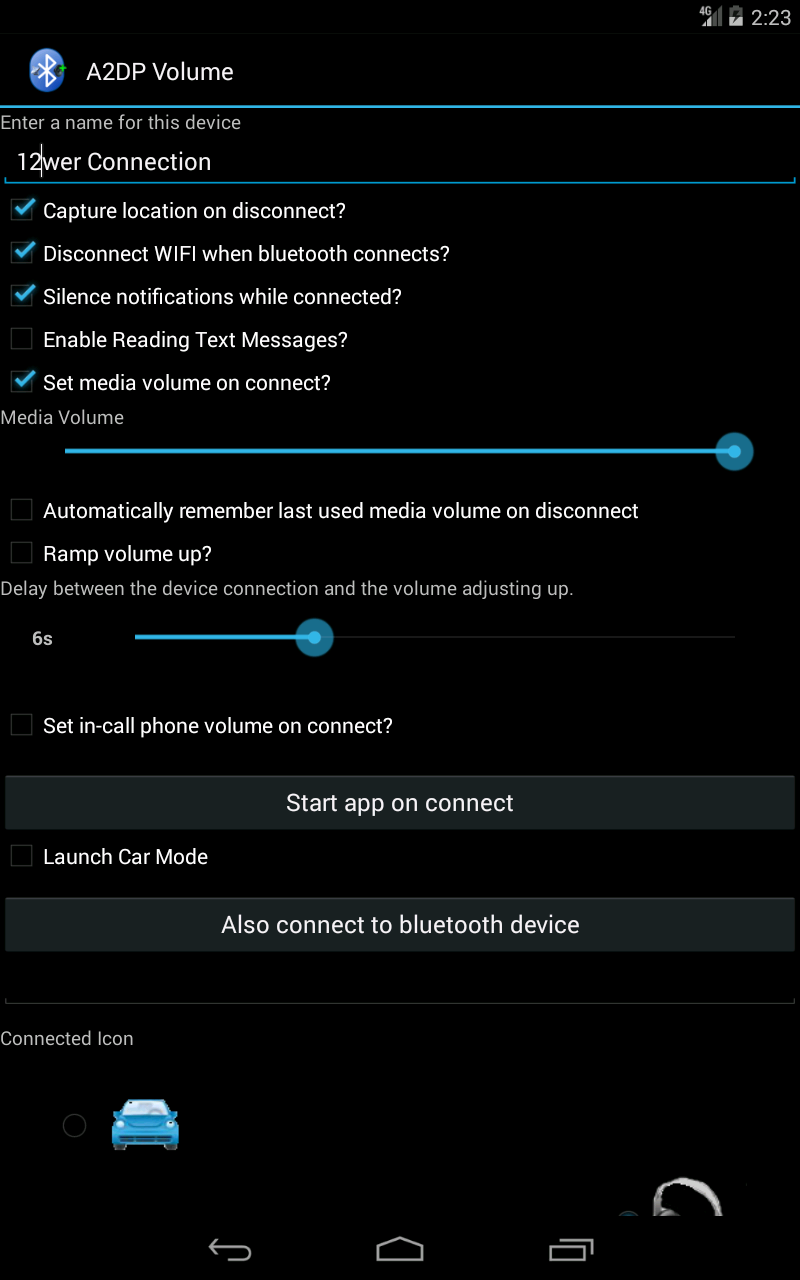 4G 2:23
A2DP Volume
Enter a name for this device
12wer Connection
Capture location on disconnect?
Disconnect WIFI when bluetooth connects?
Silence notifications while connected?
Enable Reading Text Messages?
Set media volume on connect?
Media Volume
Automatically remember last used media volume on disconnect
Ramp volume up?
Delay between the device connection and the volume adjusting up.
6s
Set in-call phone volume on connect?
Start app on connect
Launch Car Mode
Also connect to bluetooth device
Connected Icon